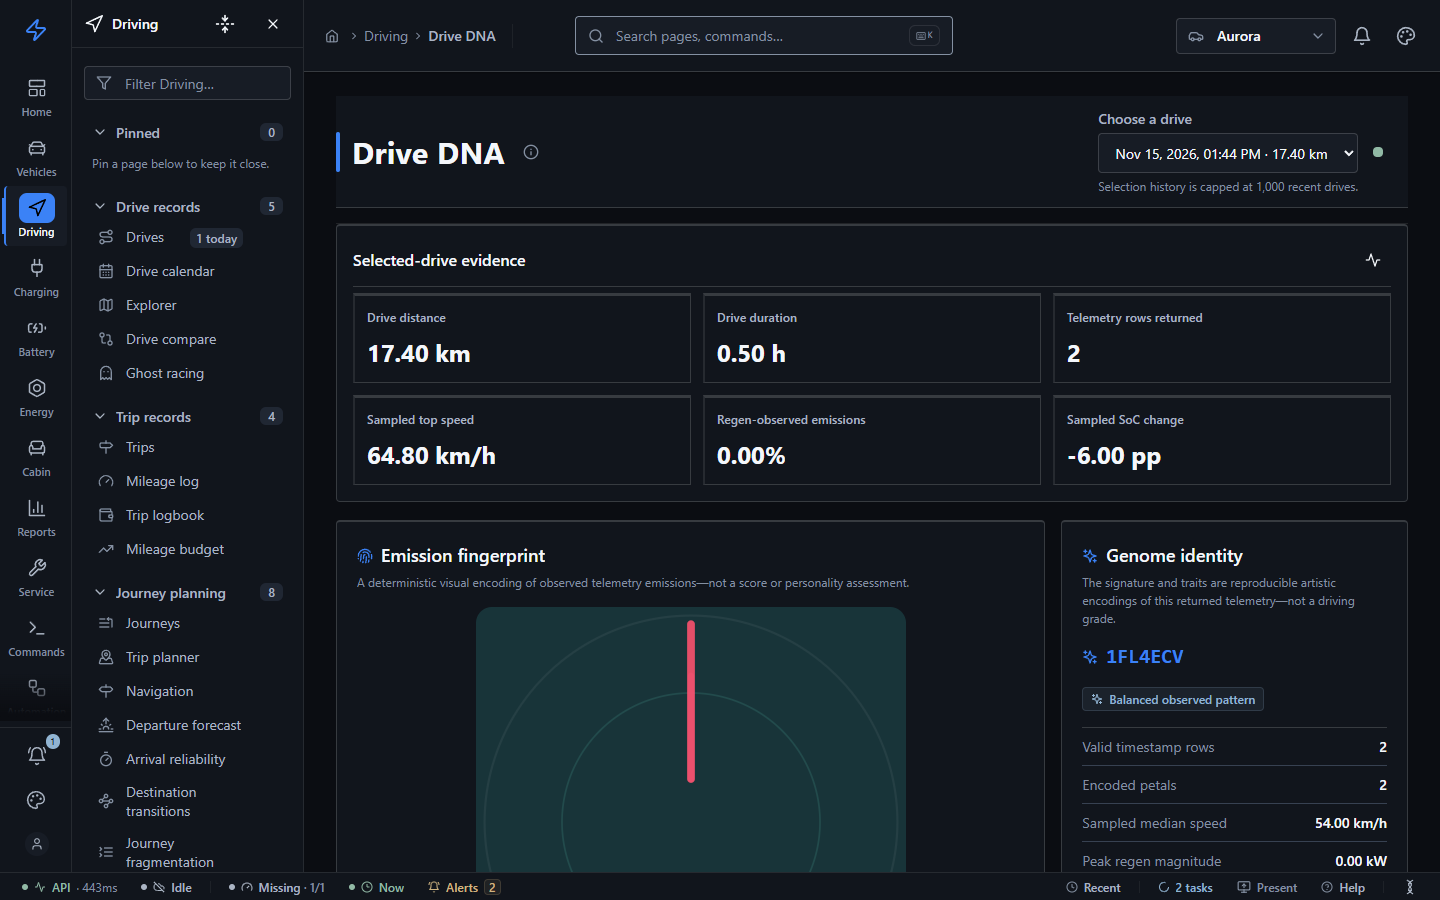 Driving
Driving
Drive DNA
Search pages, commands...
K
Aurora
Home
Vehicles
Driving
Charging
Battery
Energy
Cabin
Reports
Service
Commands
1
Filter Driving...
Pinned
0
Pin a page below to keep it close.
Drive records
5
Drives
1 today
Drive calendar
Explorer
Drive compare
Ghost racing
Trip records
4
Trips
Mileage log
Trip logbook
Mileage budget
Journey planning
8
Journeys
Trip planner
Navigation
Departure forecast
Arrival reliability
Destination
transitions
Journey
fragmentation
Drive DNA
Choose a drive
Nov 15, 2026, 01:44 PM · 17.40 km
Selection history is capped at 1,000 recent drives.
Selected-drive evidence
Drive distance
17.40 km
Drive duration
0.50 h
Telemetry rows returned
2
Sampled top speed
64.80 km/h
Regen-observed emissions
0.00%
Sampled SoC change
-6.00 pp
Emission fingerprint
A deterministic visual encoding of observed telemetry emissions—not a score or personality assessment.
Genome identity
The signature and traits are reproducible artistic
encodings of this returned telemetry—not a driving
grade.
1FL4ECV
Balanced observed pattern
Valid timestamp rows
2
Encoded petals
2
Sampled median speed
54.00 km/h
Peak regen magnitude
0.00 kW
API · 443ms
Idle
Missing · 1/1
Now
Alerts 2
Recent
2 tasks
Present
Help